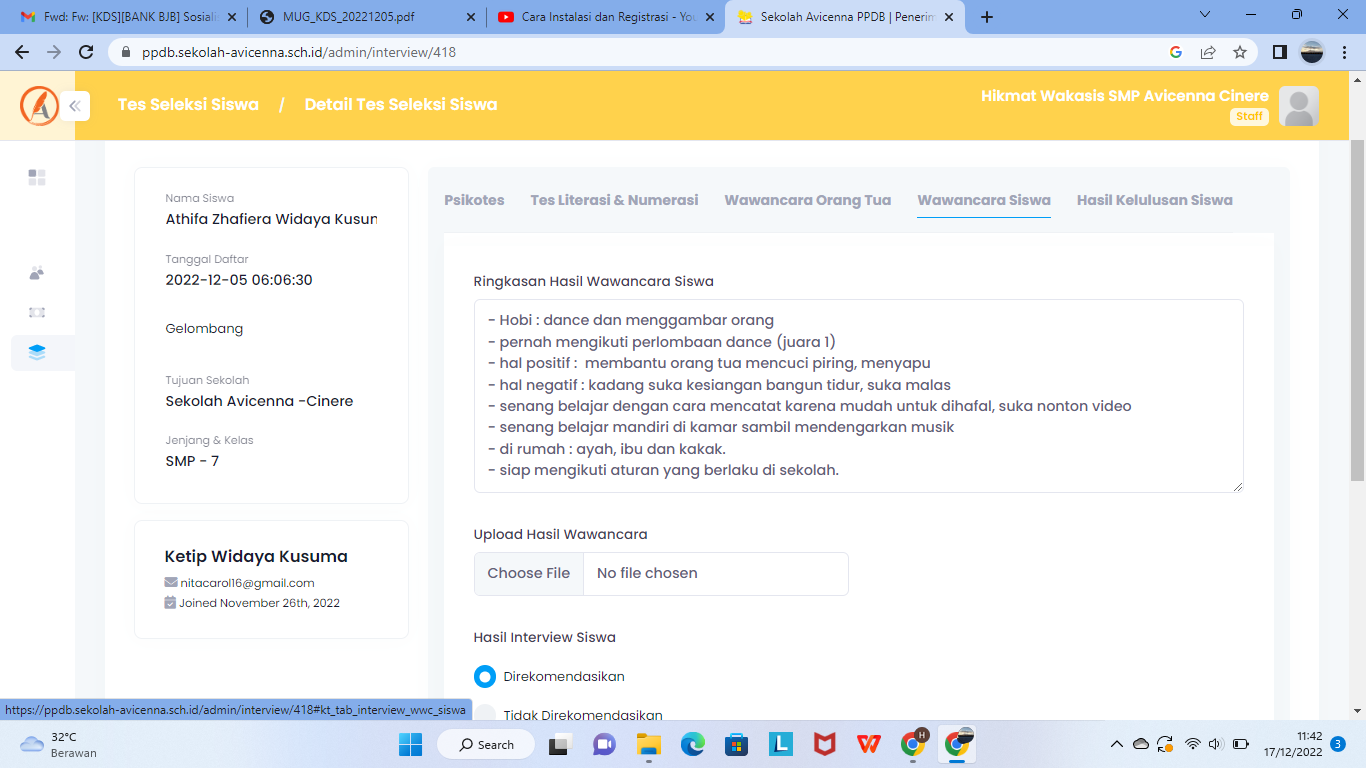 Fwd: Fw: [KDS][BANK BJB] Sosiali
MUG_KDS_20221205.pdf
Cara Instalasi dan Registrasi - You
Sekolah Avicenna PPDB | Penerim
ppdb.sekolah-avicenna.sch.id/admin/interview/418
Tes Seleksi Siswa / Detail Tes Seleksi Siswa
Hikmat Wakasis SMP Avicenna Cinere
Staff
Nama Siswa
Athifa Zhafiera Widaya Kusun
Tanggal Daftar
2022-12-05 06:06:30
Gelombang
Tujuan Sekolah
Sekolah Avicenna -Cinere
Jenjang & Kelas
SMP - 7
Ketip Widaya Kusuma
nitacarol16@gmail.com
Joined November 26th, 2022
Psikotes Tes Literasi & Numerasi Wawancara Orang Tua Wawancara Siswa Hasil Kelulusan Siswa
Ringkasan Hasil Wawancara Siswa
- Hobi : dance dan menggambar orang
- pernah mengikuti perlombaan dance (juara 1)
- hal positif : membantu orang tua mencuci piring, menyapu
- hal negatif : kadang suka kesiangan bangun tidur, suka malas
- senang belajar dengan cara mencatat karena mudah untuk dihafal, suka nonton video
- senang belajar mandiri di kamar sambil mendengarkan musik
- di rumah : ayah, ibu dan kakak.
- siap mengikuti aturan yang berlaku di sekolah.
Upload Hasil Wawancara
Choose File No file chosen
Hasil Interview Siswa
Direkomendasikan
Tidak Direkomendasikan
https://ppdb.sekolah-avicenna.sch.id/admin/interview/418#kt_tab_interview_wwc_siswa
32°C
Berawan
Search
11:42
17/12/2022
3